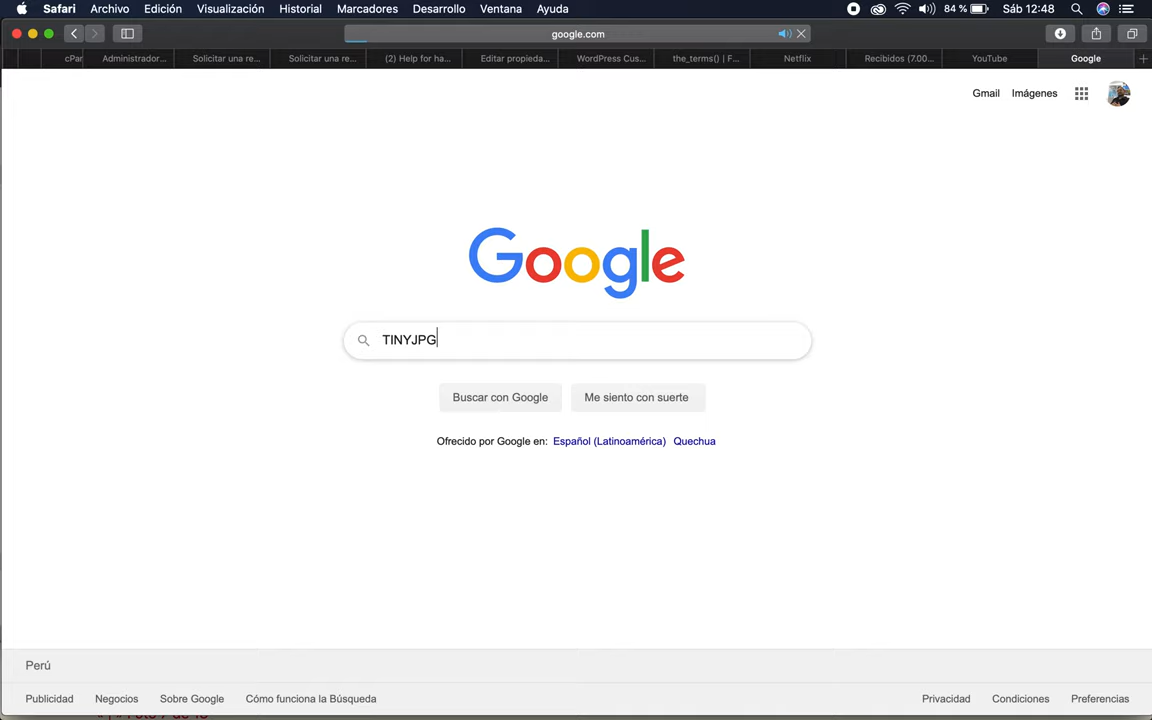 Safari Archivo Edición Visualización Historial Marcadores Desarrollo Ventana Ayuda 84 % Sáb 12:48
google.com
cPar Administrador... Solicitar una re... Solicitar una re... (2) Help for ha... Editar propieda... WordPress Cus... the_terms() | F... Netflix Recibidos (7.00... YouTube Google
Gmail Imágenes
Google
TINYJPG
Buscar con Google Me siento con suerte
Ofrecido por Google en: Español (Latinoamérica) Quechua
Perú
Publicidad Negocios Sobre Google Cómo funciona la Búsqueda Privacidad Condiciones Preferencias